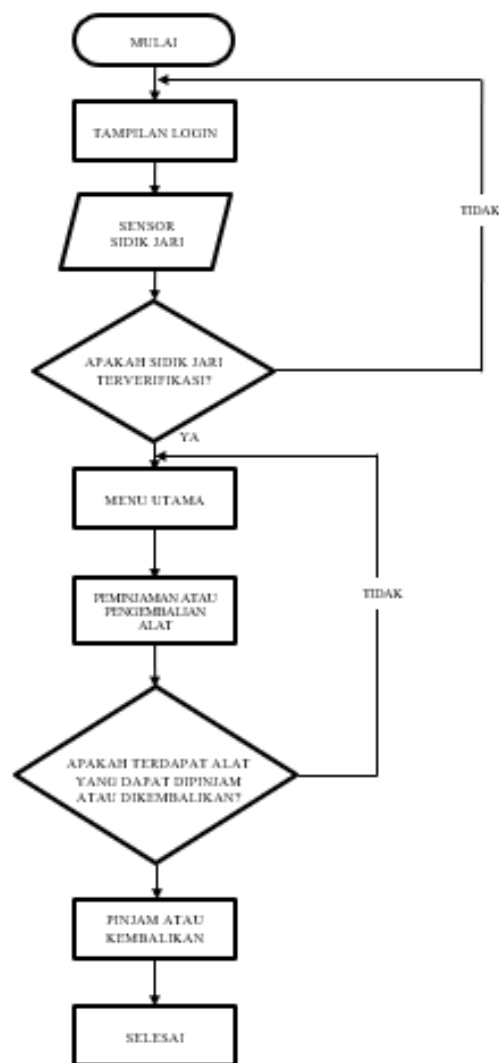 MULAI
TAMPILAN LOGIN
TIDAK
SENSOR
SIDIK JARI
APAKAH SIDIK JARI
TERVERIFIKASI?
YA
MENU UTAMA
PEMINJAMAN ATAU
PENGEMBALIAN
ALAT
TIDAK
APAKAH TERDAPAT ALAT
YANG DAPAT DIPINJAM
ATAU DIKEMBALIKAN?
PINJAM ATAU
KEMBALIKAN
SELESAI